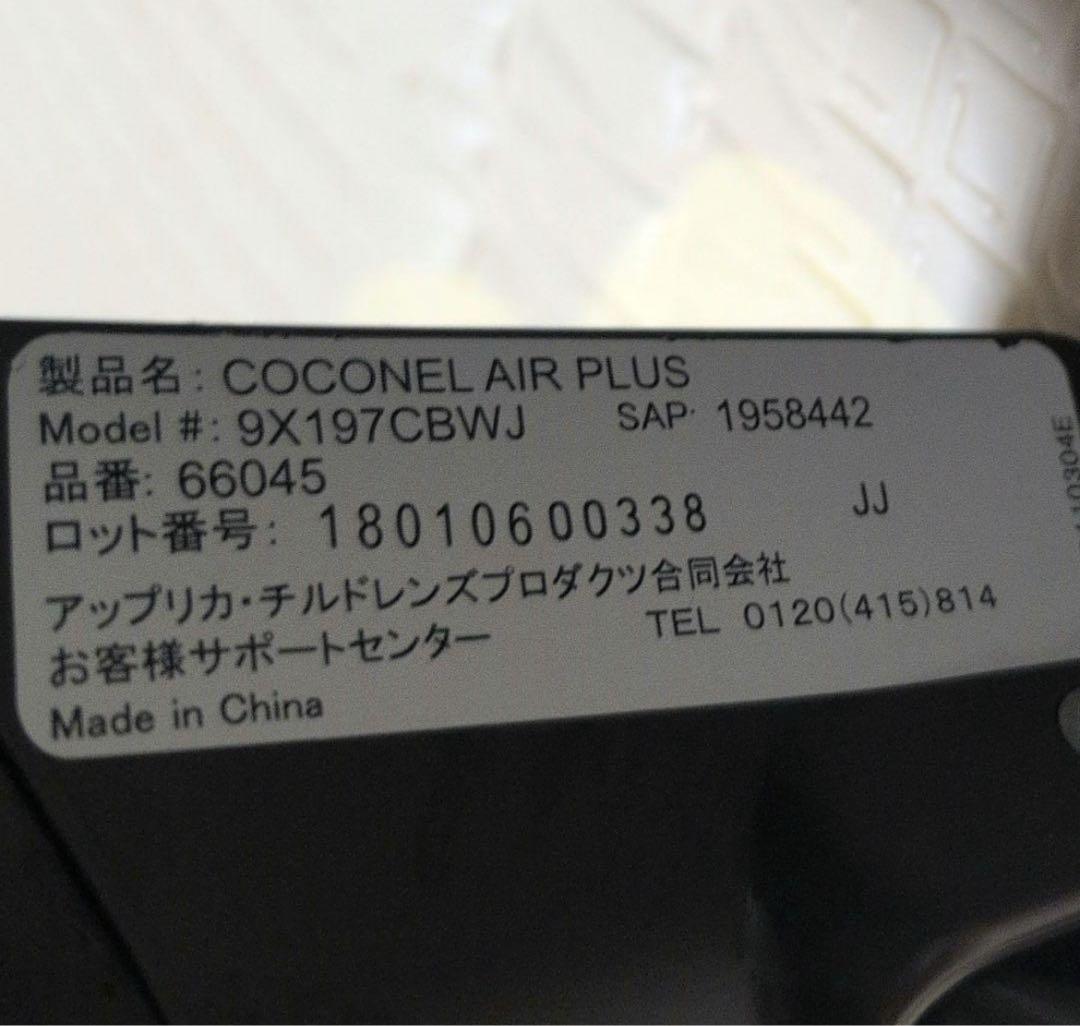 製品名: COCONEL AIR PLUS
Model #: 9X197CBWJ SAP: 1958442
品番: 66045
ロット番号: 18010600338 JJ
アップリカ・チルドレンズプロダクツ合同会社
お客様サポートセンター TEL 0120(415)814
Made in China